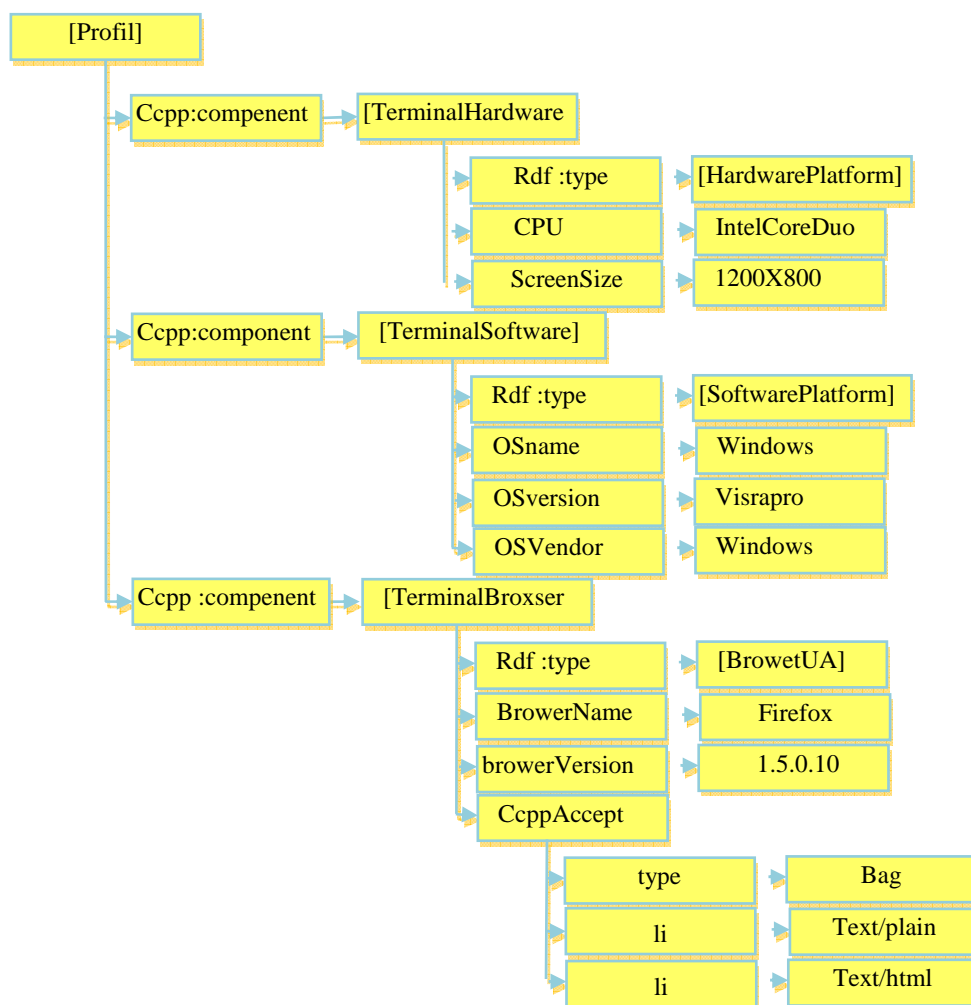 [Profil]
Ccpp:compenent [TerminalHardware
Rdf :type [HardwarePlatform]
CPU IntelCoreDuo
ScreenSize 1200X800
Ccpp:component [TerminalSoftware]
Rdf :type [SoftwarePlatform]
OSname Windows
OSversion Visrapro
OSVendor Windows
Ccpp :compenent [TerminalBroxser
Rdf :type [BrowetUA]
BrowerName Firefox
browerVersion 1.5.0.10
CcppAccept
type Bag
li Text/plain
li Text/html